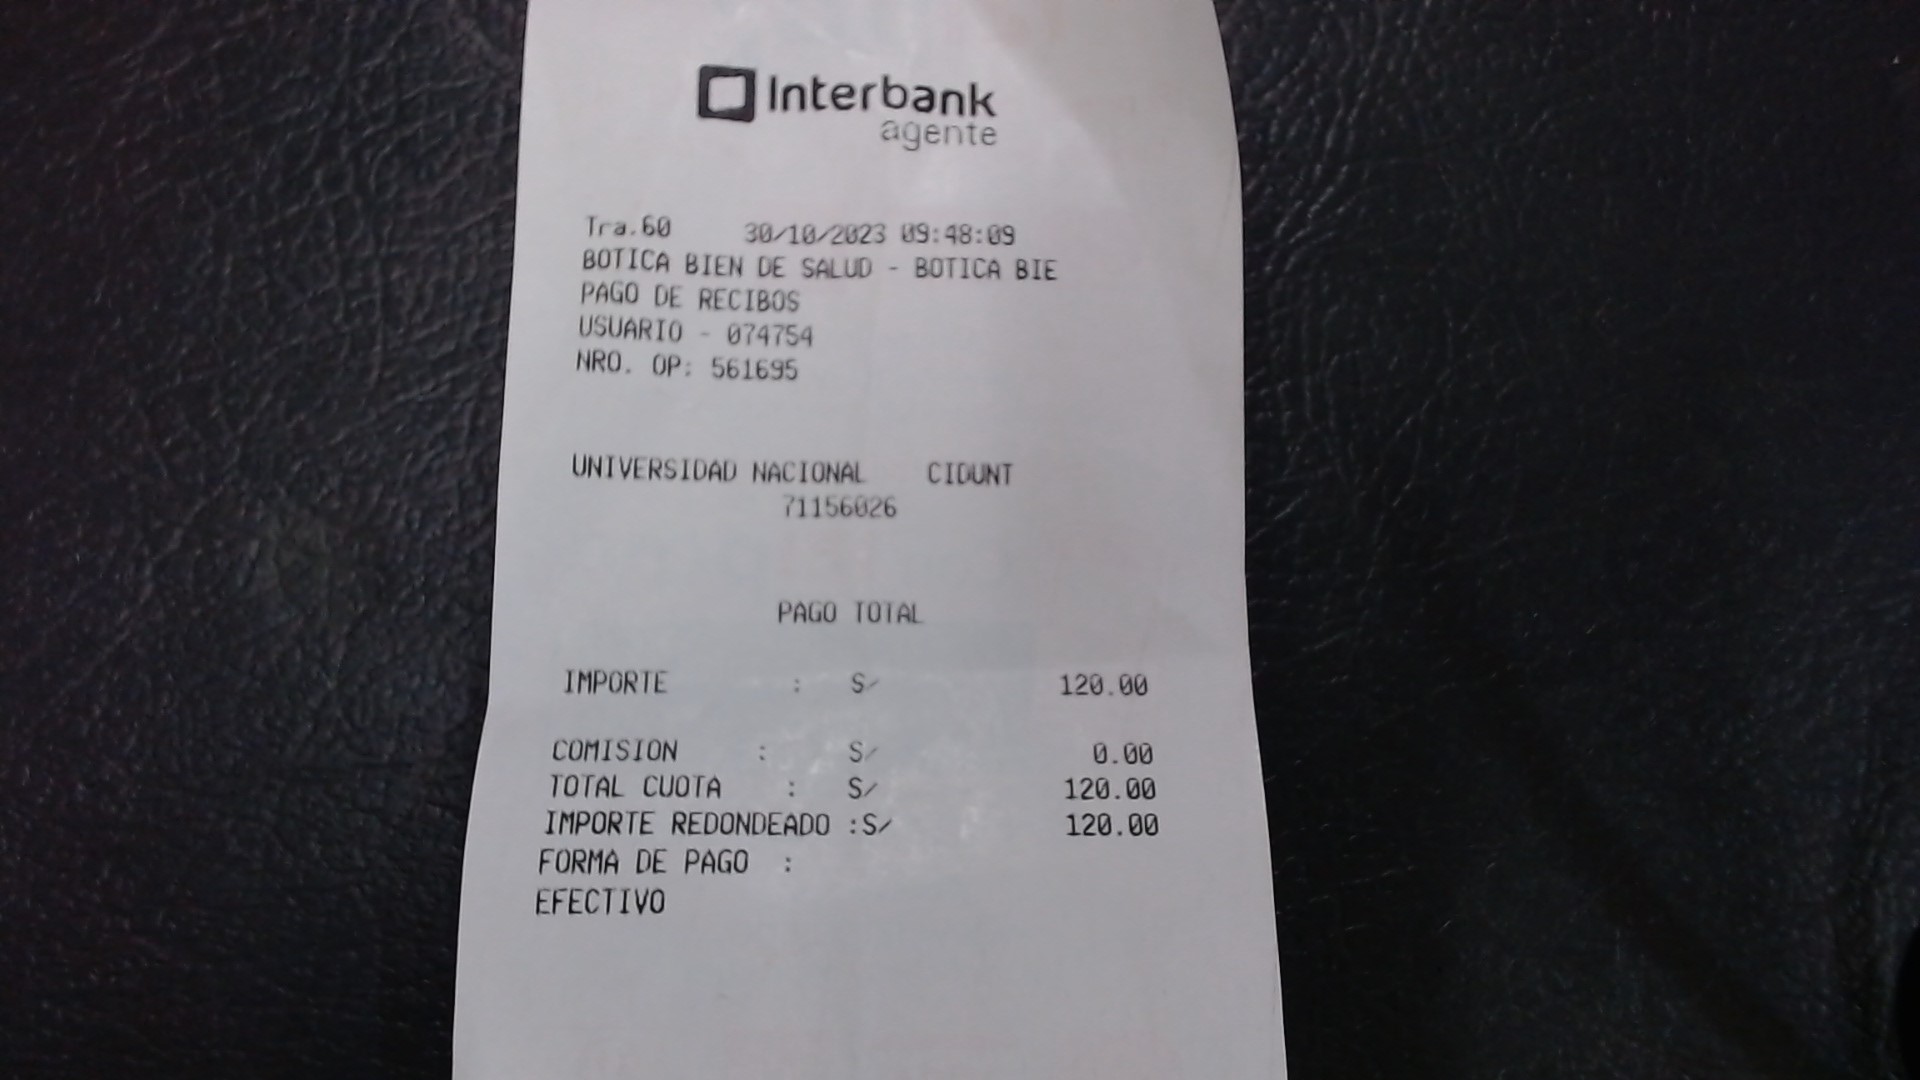 Interbank
agente
Tra.60 30/10/2023 09:48:09
BOTICA BIEN DE SALUD - BOTICA BIE
PAGO DE RECIBOS
USUARIO - 074754
NRO. OP: 561695
UNIVERSIDAD NACIONAL CIDUNT
71156026
PAGO TOTAL
IMPORTE : S/ 120.00
COMISION : S/ 0.00
TOTAL CUOTA : S/ 120.00
IMPORTE REDONDEADO :S/ 120.00
FORMA DE PAGO :
EFECTIVO